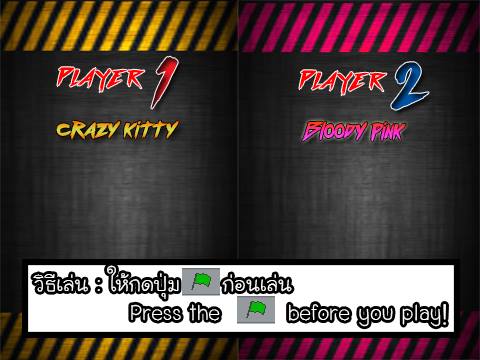 PLAYER 1
PLAYER 2
CRAZY KITTY
BLOODY PINK
วิธีเล่น : ให้กดปุ่ม ก่อนเล่น
Press the before you play!